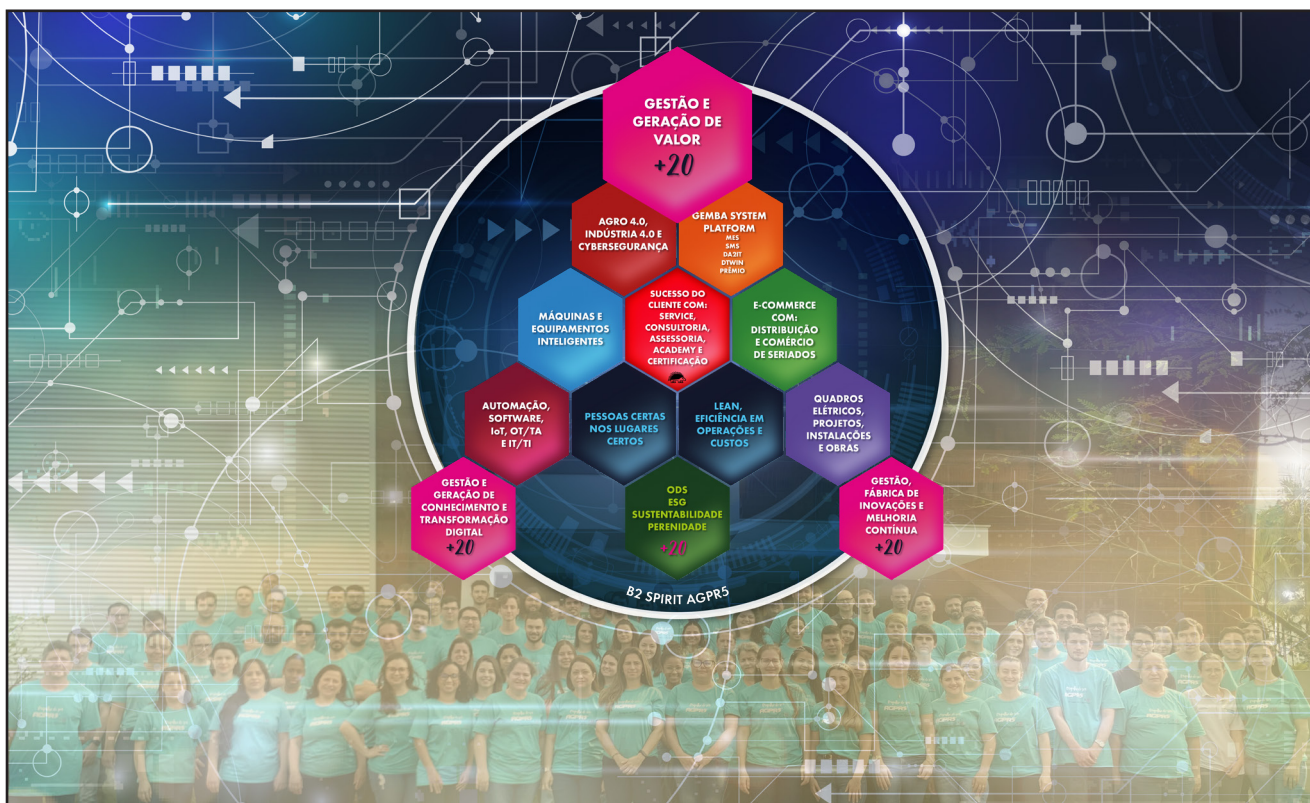 GESTÃO E
GERAÇÃO DE
VALOR
+20
AGRO 4.0,
INDÚSTRIA 4.0 E
CYBERSEGURANÇA
GEMBA SYSTEM
PLATFORM
MES
SMS
DA2IT
DTWIN
PRÊMIO
MÁQUINAS E
EQUIPAMENTOS
INTELIGENTES
SUCESSO DO
CLIENTE COM:
SERVICE,
CONSULTORIA,
ASSESSORIA,
ACADEMY E
CERTIFICAÇÃO
E-COMMERCE
COM:
DISTRIBUIÇÃO
E COMÉRCIO
DE SERIADOS
AUTOMAÇÃO,
SOFTWARE,
IoT, OT/TA
E IT/TI
PESSOAS CERTAS
NOS LUGARES
CERTOS
LEAN,
EFICIÊNCIA EM
OPERAÇÕES E
CUSTOS
QUADROS
ELÉTRICOS,
PROJETOS,
INSTALAÇÕES
E OBRAS
GESTÃO E
GERAÇÃO DE
CONHECIMENTO E
TRANSFORMAÇÃO
DIGITAL
+20
ODS
ESG
SUSTENTABILIDADE
PERENIDADE
+20
GESTÃO,
FÁBRICA DE
INOVAÇÕES E
MELHORIA
CONTÍNUA
+20
B2 SPIRIT AGPR5